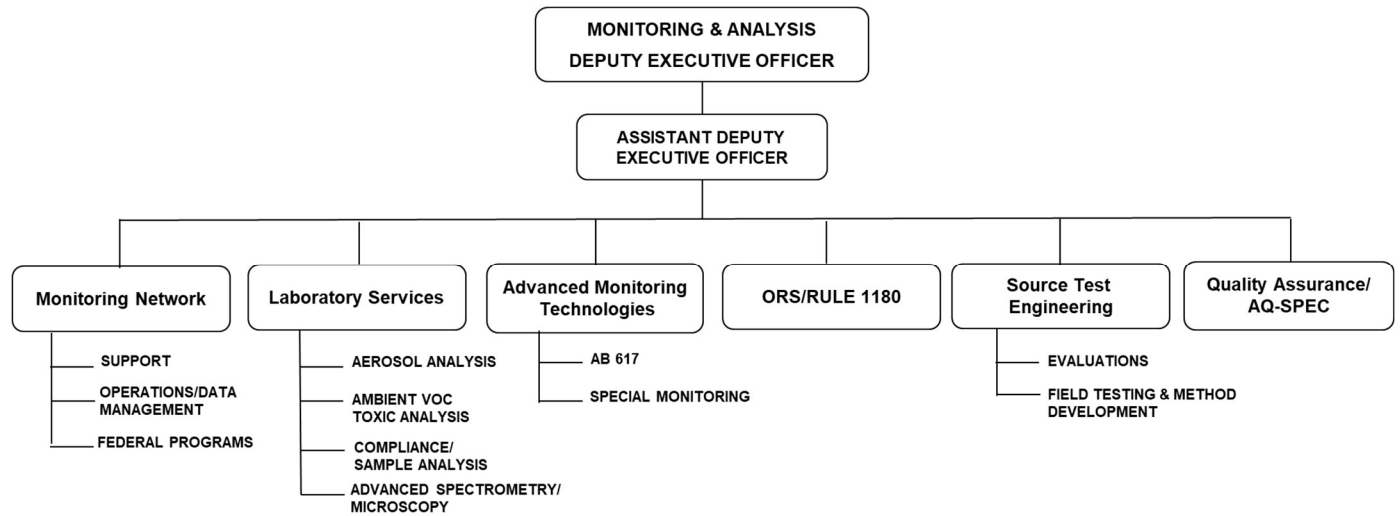 MONITORING & ANALYSIS
DEPUTY EXECUTIVE OFFICER
ASSISTANT DEPUTY
EXECUTIVE OFFICER
Monitoring Network
SUPPORT
OPERATIONS/DATA
MANAGEMENT
FEDERAL PROGRAMS
Laboratory Services
AEROSOL ANALYSIS
AMBIENT VOC
TOXIC ANALYSIS
COMPLIANCE/
SAMPLE ANALYSIS
ADVANCED SPECTROMETRY/
MICROSCOPY
Advanced Monitoring
Technologies
AB 617
SPECIAL MONITORING
ORS/RULE 1180
Source Test
Engineering
EVALUATIONS
FIELD TESTING & METHOD
DEVELOPMENT
Quality Assurance/
AQ-SPEC